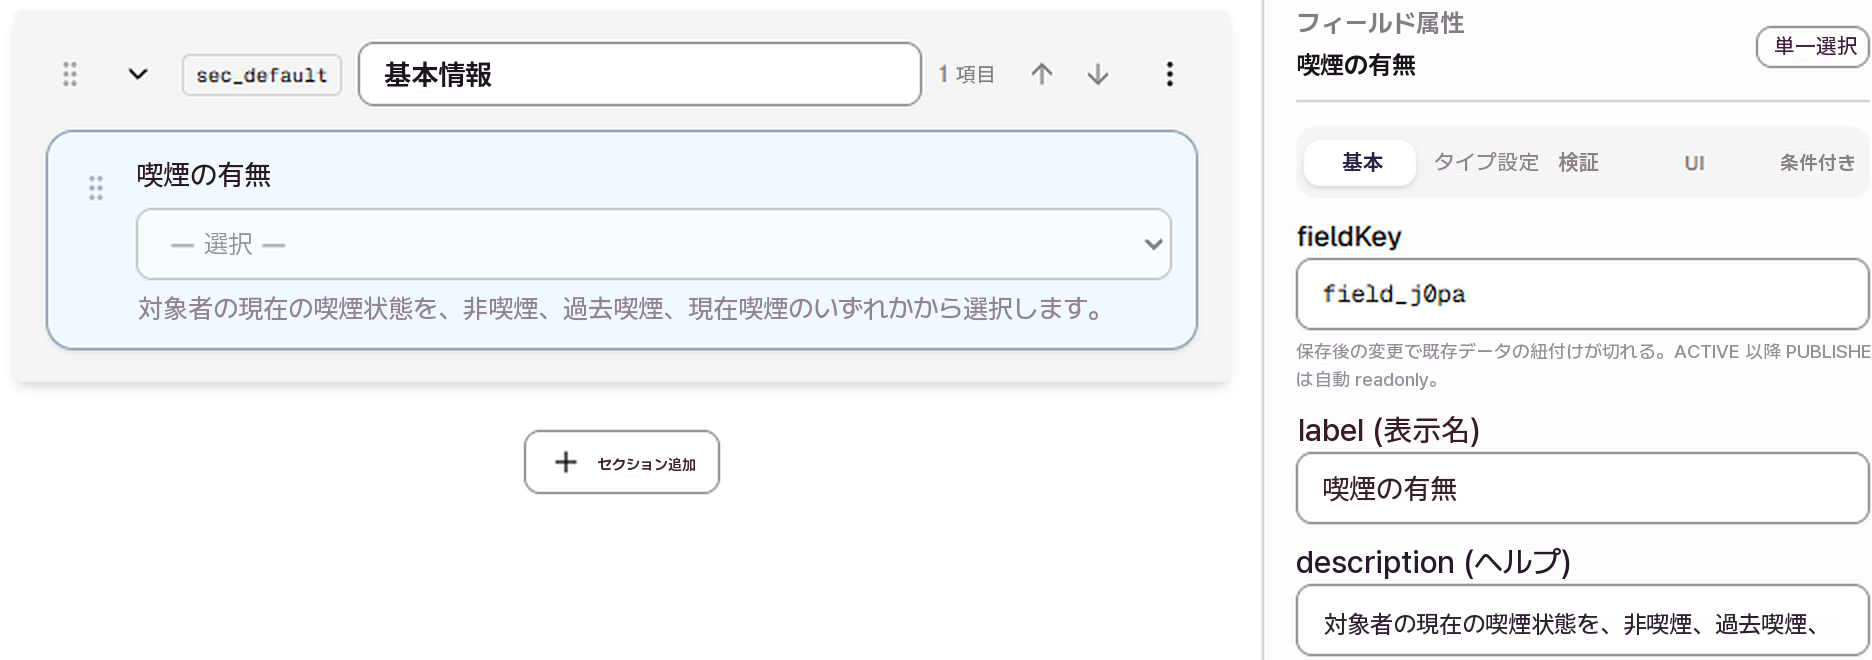 sec_default
基本情報
1 項目
喫煙の有無
— 選択 —
対象者の現在の喫煙状態を、非喫煙、過去喫煙、現在喫煙のいずれかから選択します。
セクション追加
フィールド属性
喫煙の有無
単一選択
基本 タイプ設定 検証 UI 条件付き
fieldKey
field_j0pa
保存後の変更で既存データの紐付けが切れる。ACTIVE 以降 PUBLISHE
は自動 readonly。
label (表示名)
喫煙の有無
description (ヘルプ)
対象者の現在の喫煙状態を、非喫煙、過去喫煙、